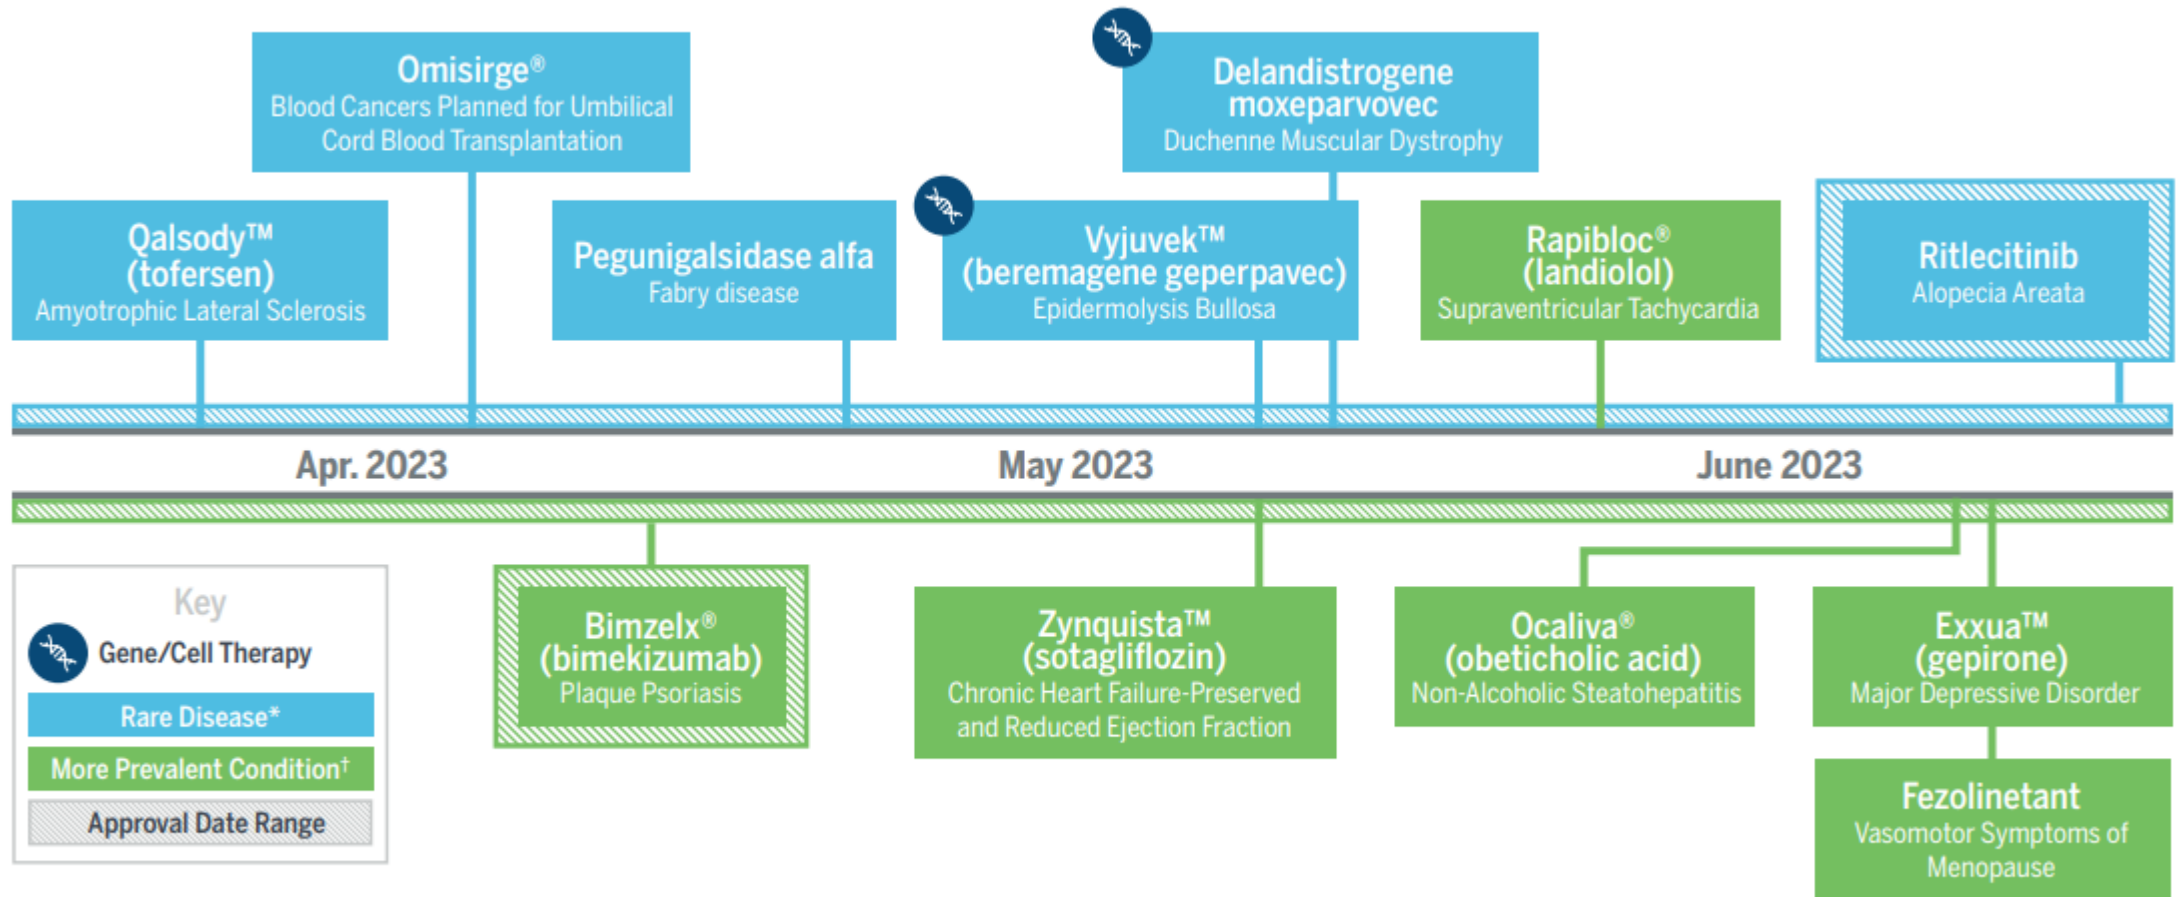 Omisirge®
Blood Cancers Planned for Umbilical
Cord Blood Transplantation
Delandistrogene
moxeparvovec
Duchenne Muscular Dystrophy
Qalsody™
(tofersen)
Amyotrophic Lateral Sclerosis
Pegunigalsidase alfa
Fabry disease
Vyjuvek™
(beremagene geperpavec)
Epidermolysis Bullosa
Rapibloc®
(landiolol)
Supraventricular Tachycardia
Ritlecitinib
Alopecia Areata
Apr. 2023
May 2023
June 2023
Key
Gene/Cell Therapy
Rare Disease*
More Prevalent Condition†
Approval Date Range
Bimzelx®
(bimekizumab)
Plaque Psoriasis
Zynquista™
(sotagliflozin)
Chronic Heart Failure-Preserved
and Reduced Ejection Fraction
Ocaliva®
(obeticholic acid)
Non-Alcoholic Steatohepatitis
Exxua™
(gepirone)
Major Depressive Disorder
Fezolinetant
Vasomotor Symptoms of
Menopause